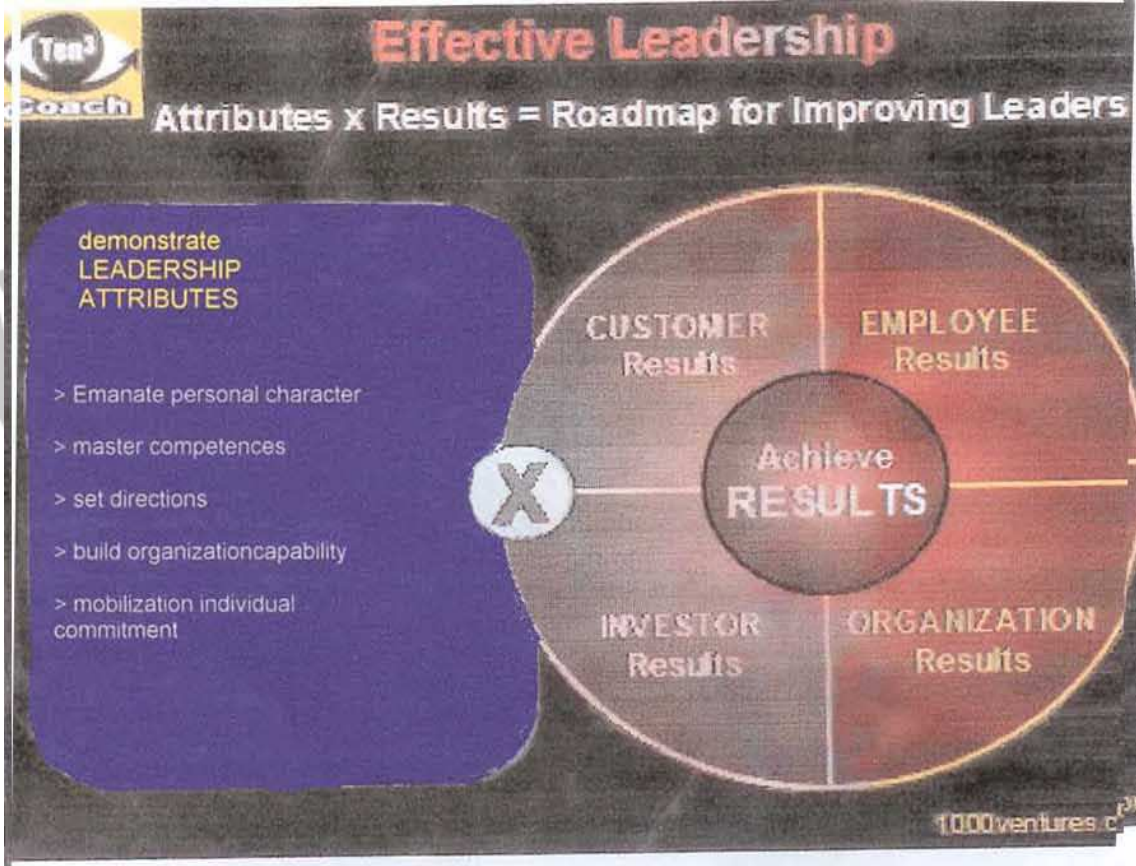 Ten³
Coach
Effective Leadership
Attributes x Results = Roadmap for Improving Leaders
demonstrate
LEADERSHIP
ATTRIBUTES
> Emanate personal character
> master competences
> set directions
> build organizationcapability
> mobilization individual
commitment
X
CUSTOMER
Results
EMPLOYEE
Results
Achieve
RESULTS
INVESTOR
Results
ORGANIZATION
Results
1000ventures.c